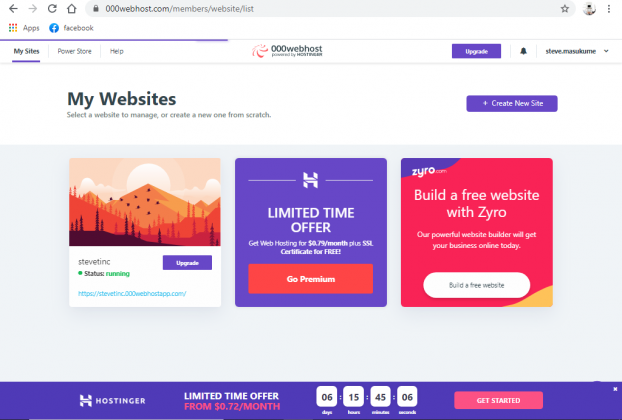 000webhost.com/members/website/list
Apps
facebook
My Sites
Power Store
Help
000webhost
powered by HOSTINGER
Upgrade
steve.masukume
My Websites
Select a website to manage, or create a new one from scratch.
+ Create New Site
stevetinc
Upgrade
Status: running
https://stevetinc.000webhostapp.com/
LIMITED TIME
OFFER
Get Web Hosting for $0.79/month plus SSL
Certificate for FREE!
Go Premium
zyro.com
Build a free website
with Zyro
Our powerful website builder will get
your business online today.
Build a free website
HOSTINGER
LIMITED TIME OFFER
FROM $0.72/MONTH
06 : 15 : 45 : 06
days hours minutes seconds
GET STARTED